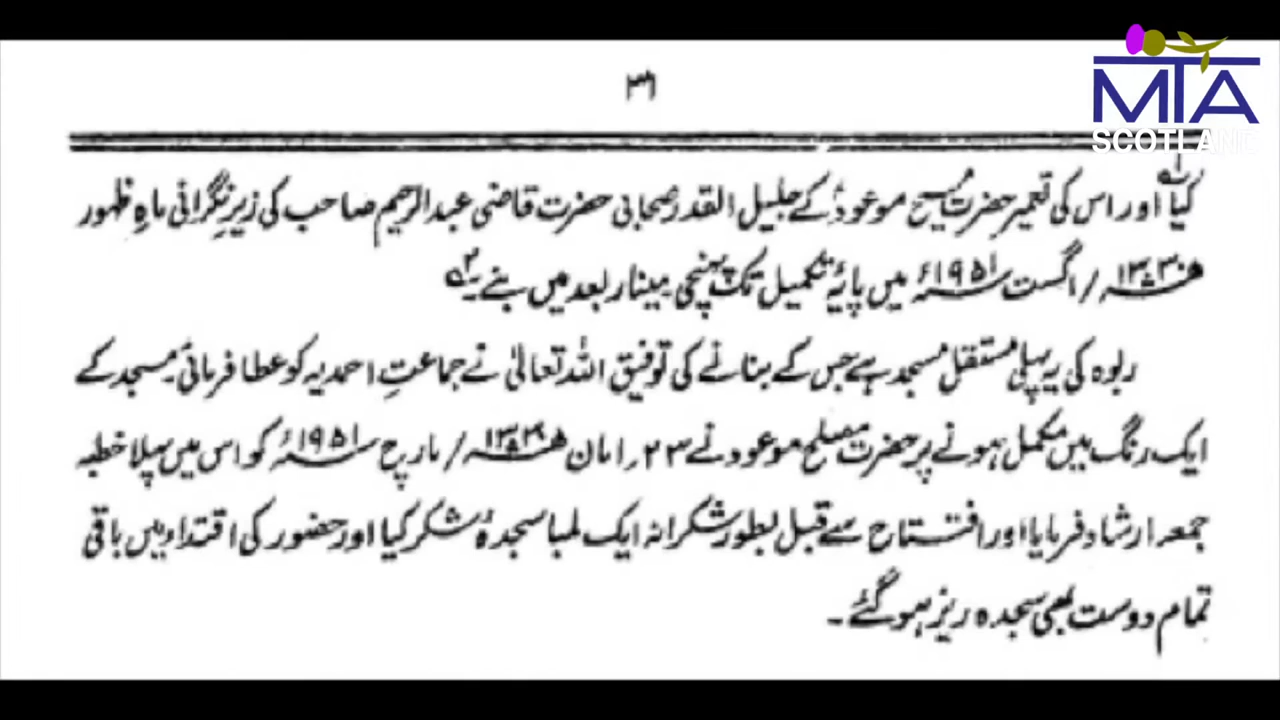 ۳۱
MTA
SCOTLAND
کیا۱ اور اس کی تعمیر حضرت مسیح موعودؑ کے جلیل القدر صحابی حضرت قاضی عبدالرحیم صاحب کی زیرِ نگرانی ماہِ ظہور
۱۳۳۰ھش/اگست ۱۹۵۱ء میں پایۂ تکمیل تک پہنچی۔ مینار بعد میں بنے۔۲
ربوہ کی یہ پہلی مستقل مسجد ہے جس کے بنانے کی توفیق اللہ تعالیٰ نے جماعتِ احمدیہ کو عطا فرمائی۔ مسجد کے
ایک رنگ میں مکمل ہونے پر حضرت مصلح موعود نے ۲۳؍امان ۱۳۳۰ھش/مارچ ۱۹۵۱ء کو اس میں پہلا خطبہ
جمعہ ارشاد فرمایا اور افتتاح سے قبل بطور شکرانہ ایک لمبا سجدۂ شکر کیا اور حضور کی اقتداء میں باقی
تمام دوست بھی سجدہ ریز ہو گئے۔